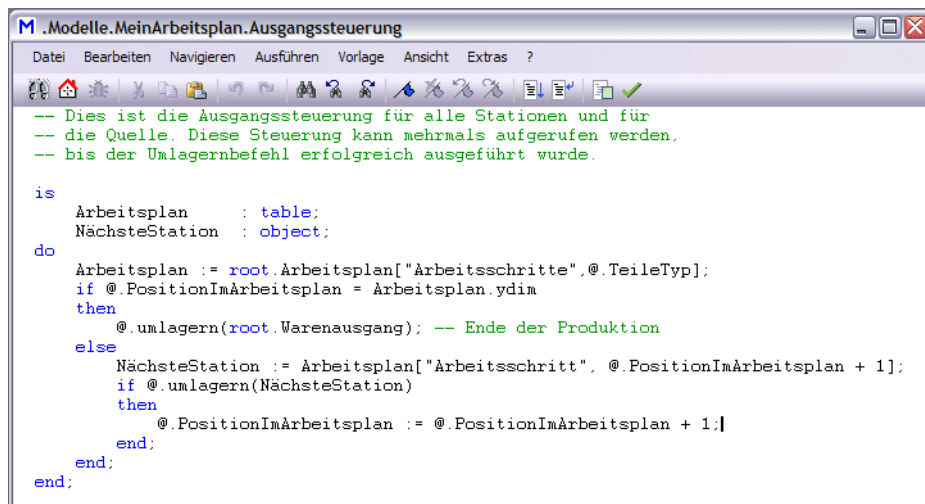 M .Modelle.MeinArbeitsplan.Ausgangssteuerung
Datei Bearbeiten Navigieren Ausführen Vorlage Ansicht Extras ?
-- Dies ist die Ausgangssteuerung für alle Stationen und für
-- die Quelle. Diese Steuerung kann mehrmals aufgerufen werden,
-- bis der Umlagernbefehl erfolgreich ausgeführt wurde.
is
Arbeitsplan : table;
NächsteStation : object;
do
Arbeitsplan := root.Arbeitsplan["Arbeitsschritte",@.TeileTyp];
if @.PositionImArbeitsplan = Arbeitsplan.ydim
then
@.umlagern(root.Warenausgang); -- Ende der Produktion
else
NächsteStation := Arbeitsplan["Arbeitsschritt", @.PositionImArbeitsplan + 1];
if @.umlagern(NächsteStation)
then
@.PositionImArbeitsplan := @.PositionImArbeitsplan + 1;
end;
end;
end;